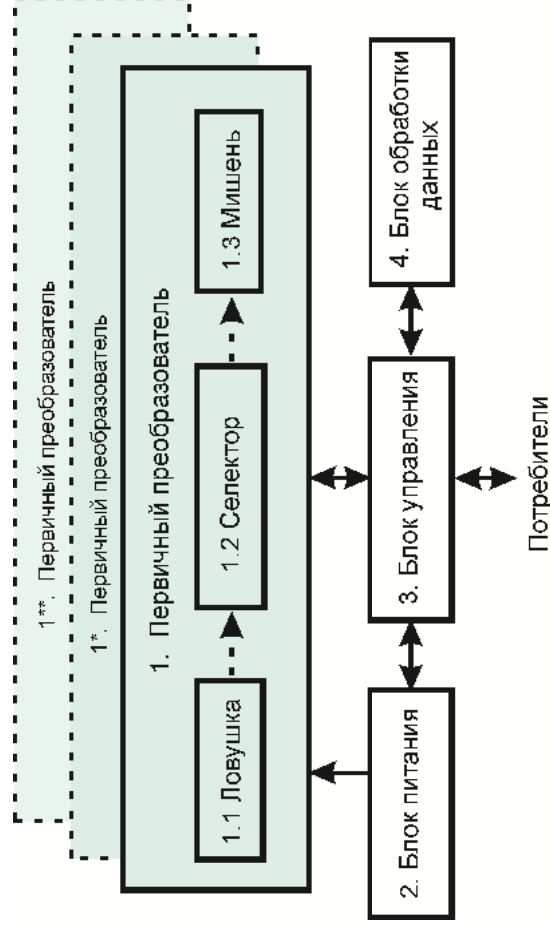 1**. Первичный преобразователь
1*. Первичный преобразователь
1. Первичный преобразователь
1.1 Ловушка
1.2 Селектор
1.3 Мишень
2. Блок питания
3. Блок управления
4. Блок обработки
данных
Потребители